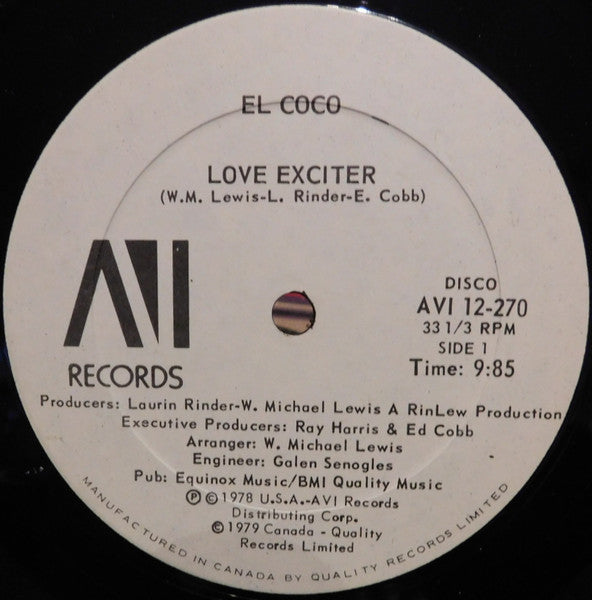 EL COCO
LOVE EXCITER
(W.M. Lewis-L. Rinder-E. Cobb)
AVI
RECORDS
DISCO
AVI 12-270
33 1/3 RPM
SIDE 1
Time: 9:85
Producers: Laurin Rinder-W. Michael Lewis A RinLew Production
Executive Producers: Ray Harris & Ed Cobb
Arranger: W. Michael Lewis
Engineer: Galen Senogles
Pub: Equinox Music/BMI Quality Music
℗ © 1978 U.S.A.-AVI Records
Distributing Corp.
© 1979 Canada - Quality
Records Limited
MANUFACTURED IN CANADA BY QUALITY RECORDS LIMITED